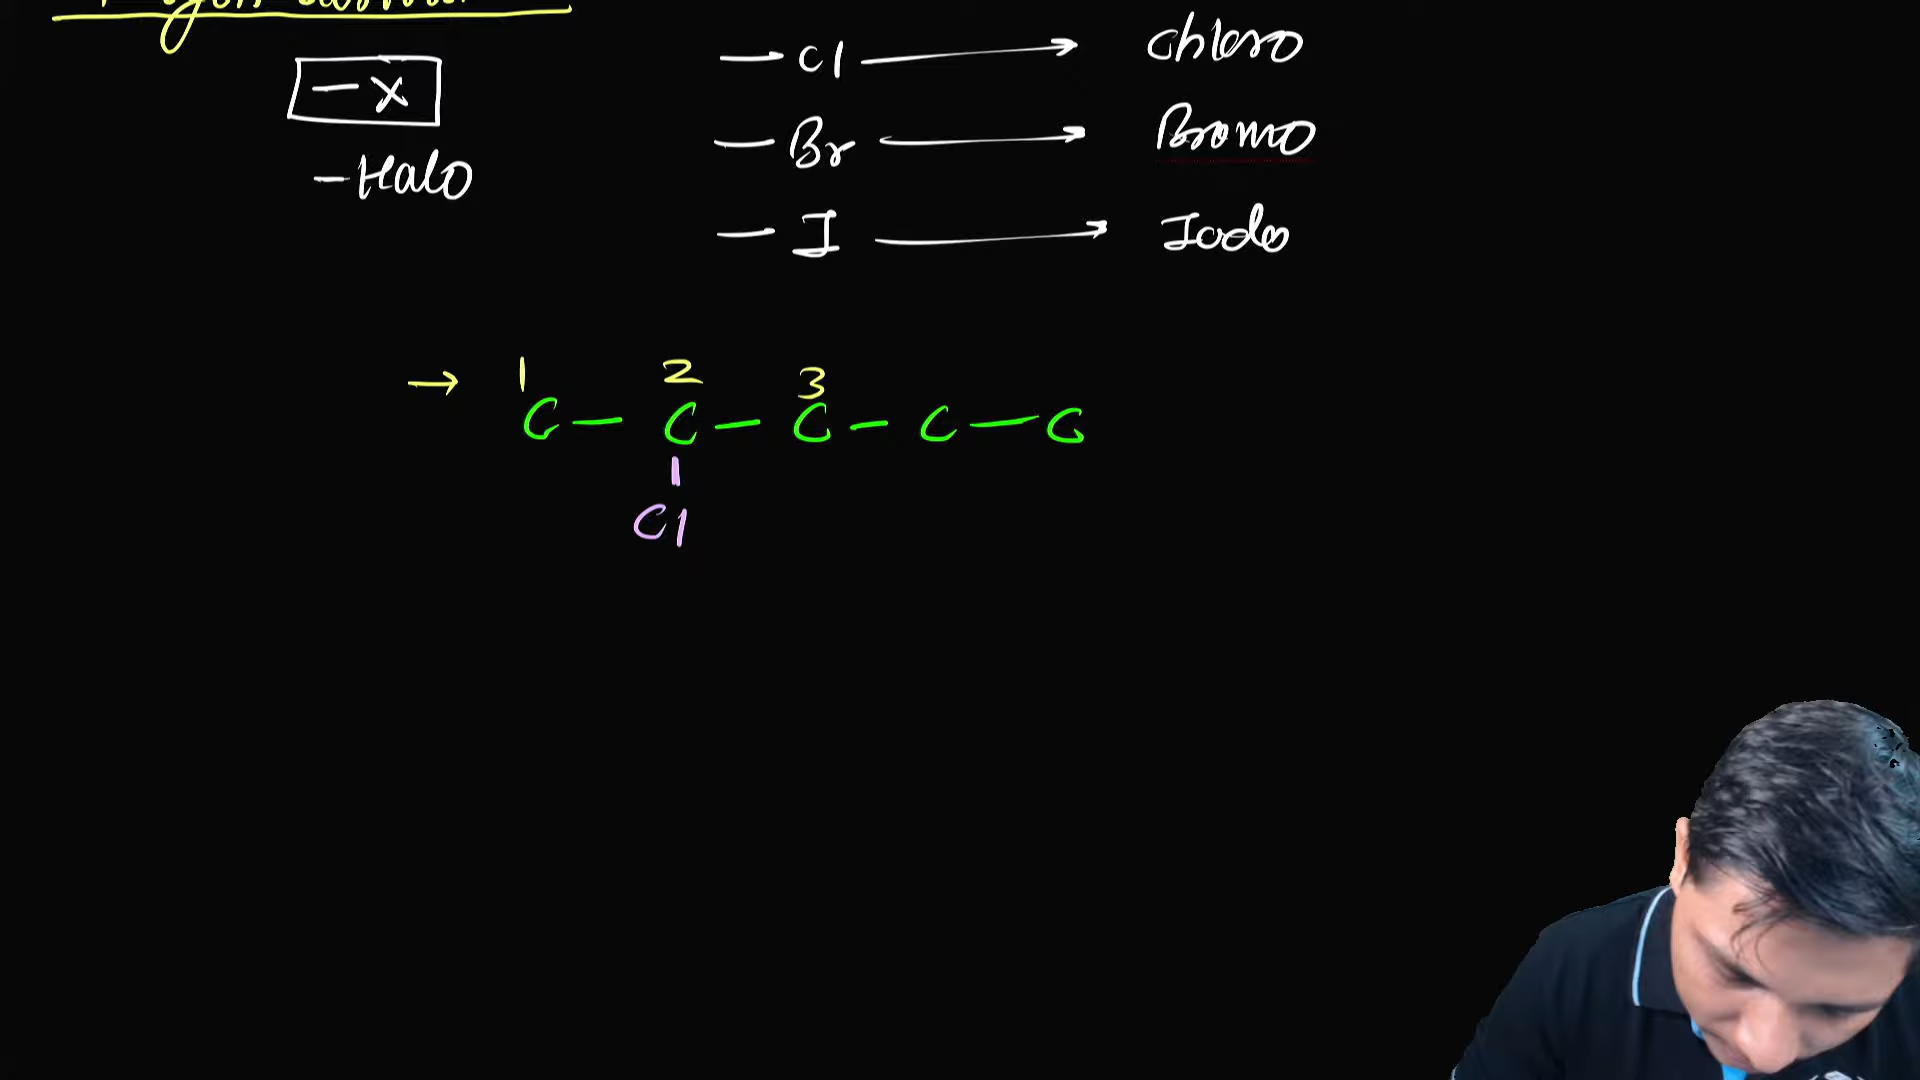 – X
– Halo
– Cl → Chloro
– Br → Bromo
– I → Iodo
→ 1 2 3
C – C – C – C – C
Cl